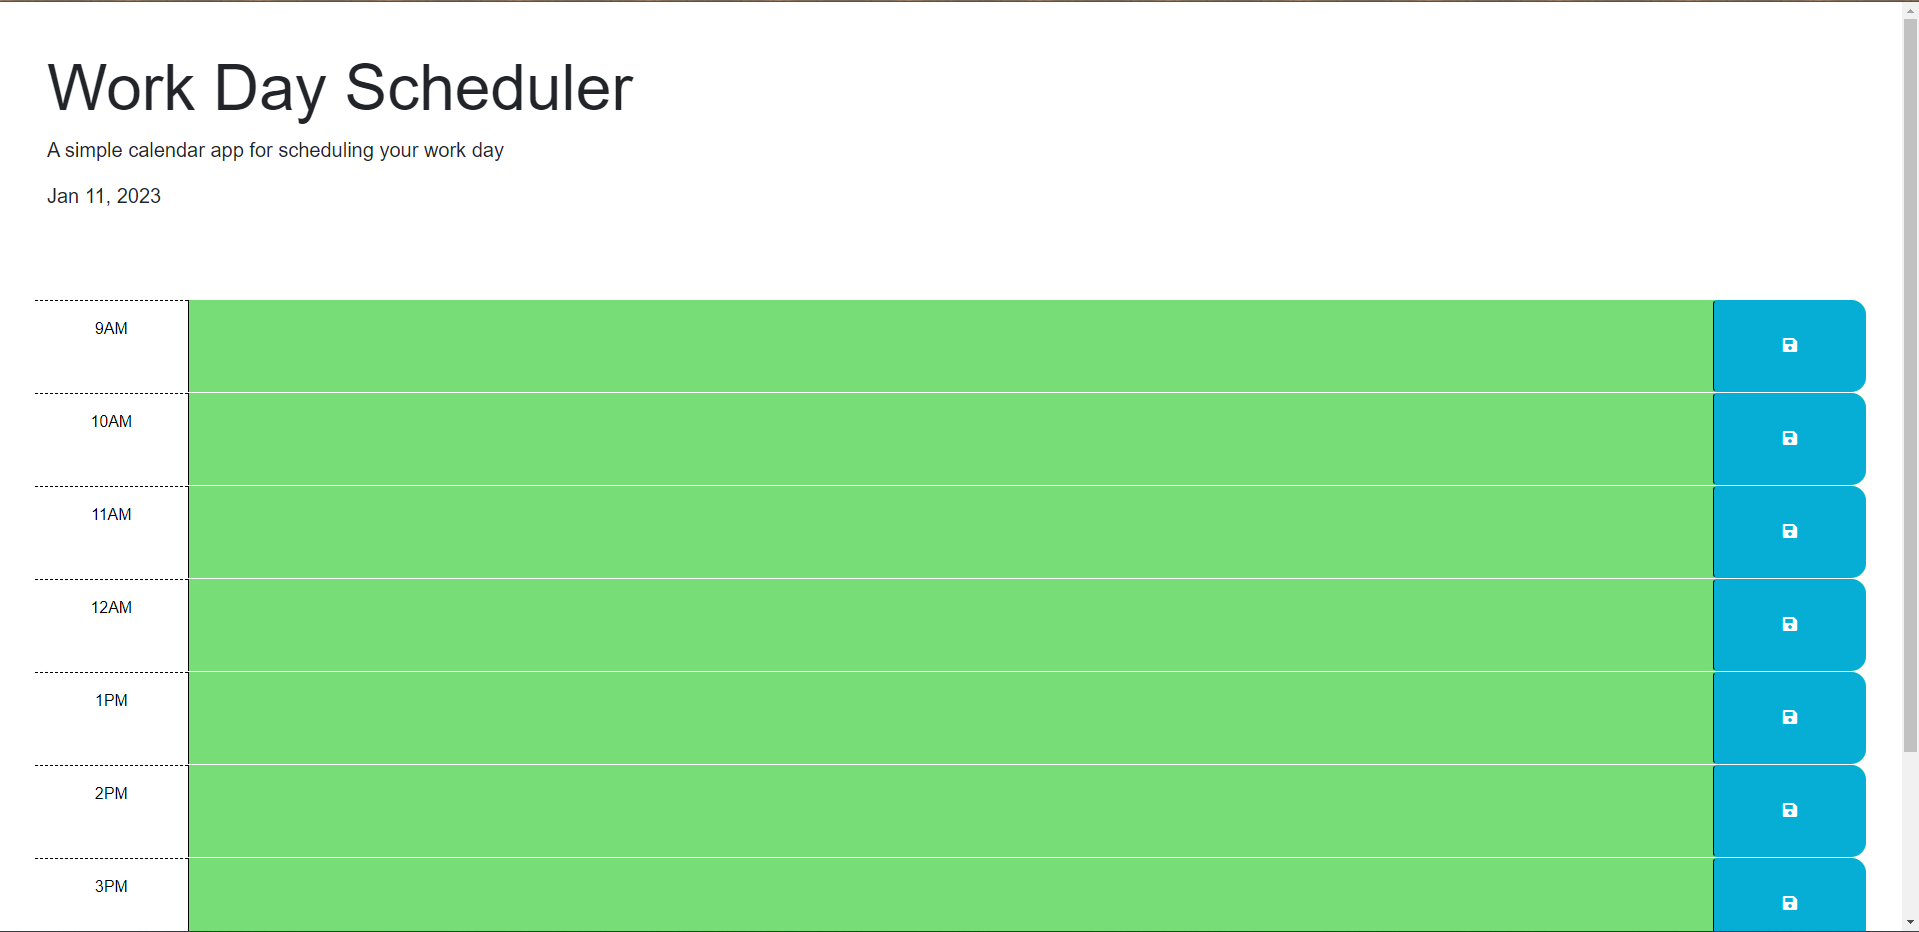 Work Day Scheduler
A simple calendar app for scheduling your work day
Jan 11, 2023
9AM
10AM
11AM
12AM
1PM
2PM
3PM